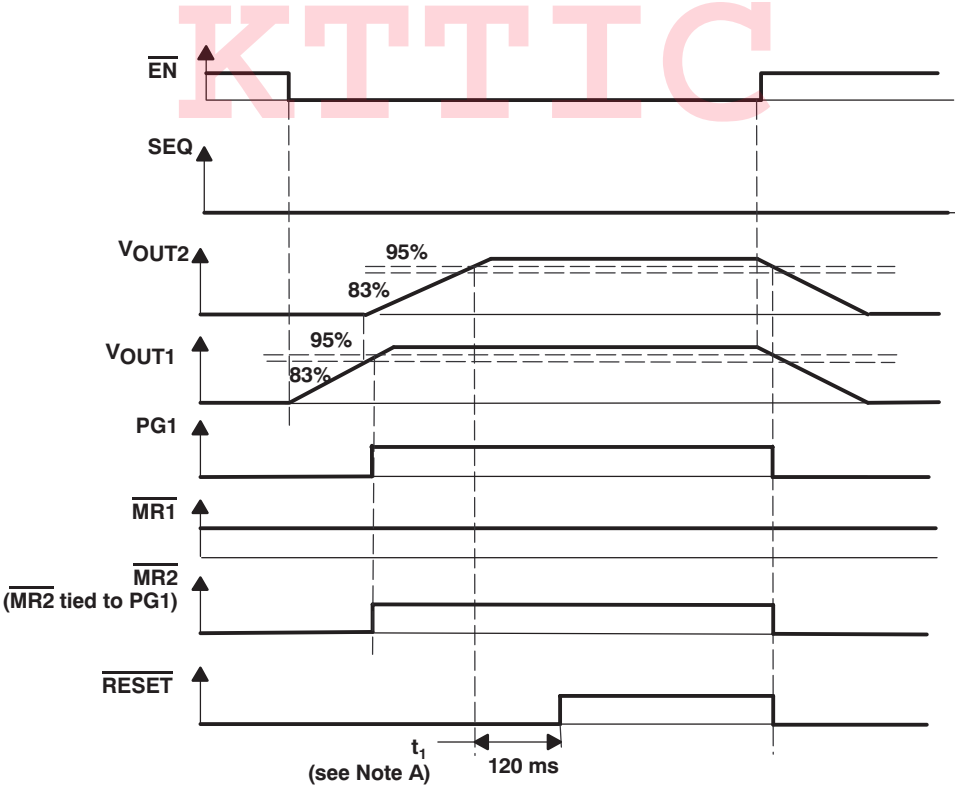 KTTIC
EN
SEQ
VOUT2
95%
83%
VOUT1
95%
83%
PG1
MR1
MR2
(MR2 tied to PG1)
RESET
t1
(see Note A)
120 ms